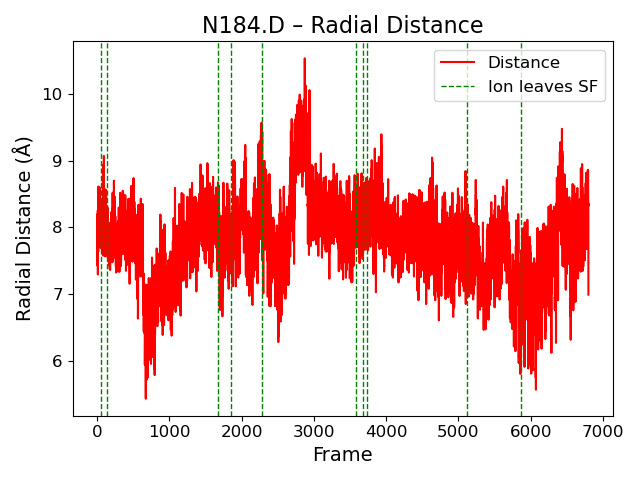 N184.D – Radial Distance
Distance
Ion leaves SF
Radial Distance (Å)
10
9
8
7
6
0 1000 2000 3000 4000 5000 6000 7000
Frame